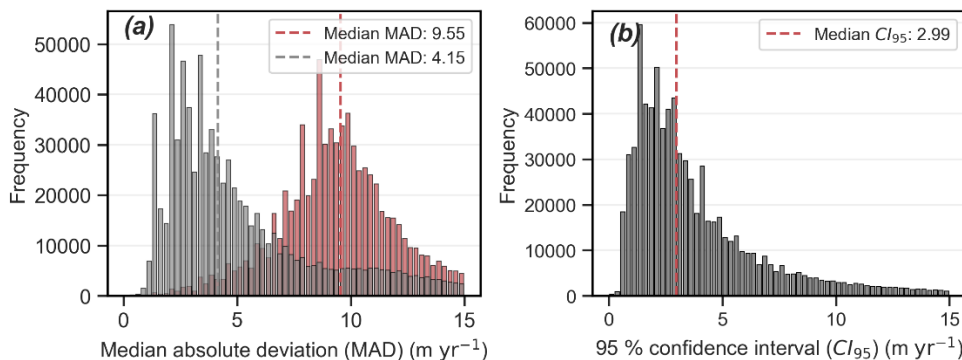 (a)
Median MAD: 9.55
Median MAD: 4.15
Frequency
50000
40000
30000
20000
10000
0
0 5 10 15
Median absolute deviation (MAD) (m yr⁻¹)
(b)
Median CI₉₅: 2.99
Frequency
60000
50000
40000
30000
20000
10000
0
0 5 10 15
95 % confidence interval (CI₉₅) (m yr⁻¹)